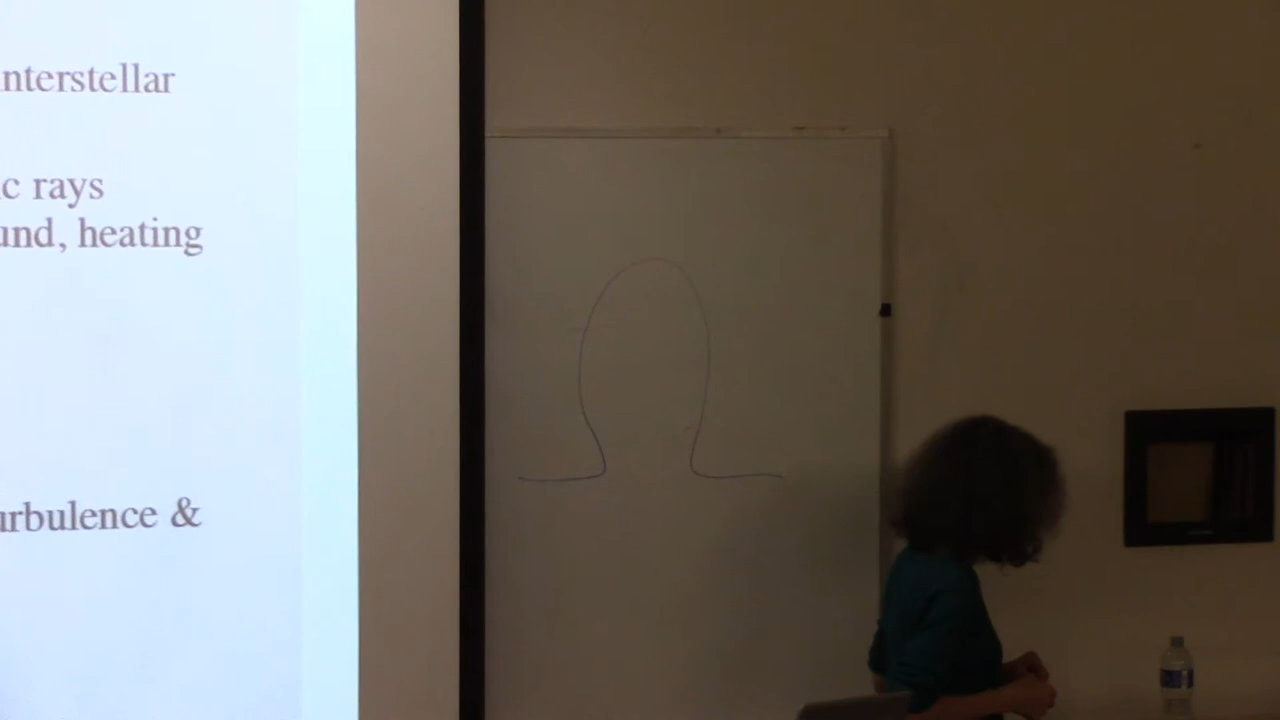 nterstellar
c rays
und, heating
urbulence &